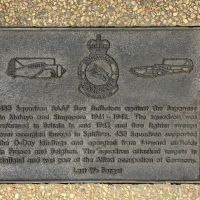 453 Squadron RAAF flew Buffaloes against the Japanese
in Malaya and Singapore 1941 - 1942. The squadron was
reformed in Britain in mid 1942 and flew fighter sweeps
over occupied Europe in Spitfires. 453 Squadron supported
the D-Day landings and operated from forward airfields
in France and Belgium. The squadron attacked targets in
Holland and was part of the Allied occupation of Germany.
Lest We Forget